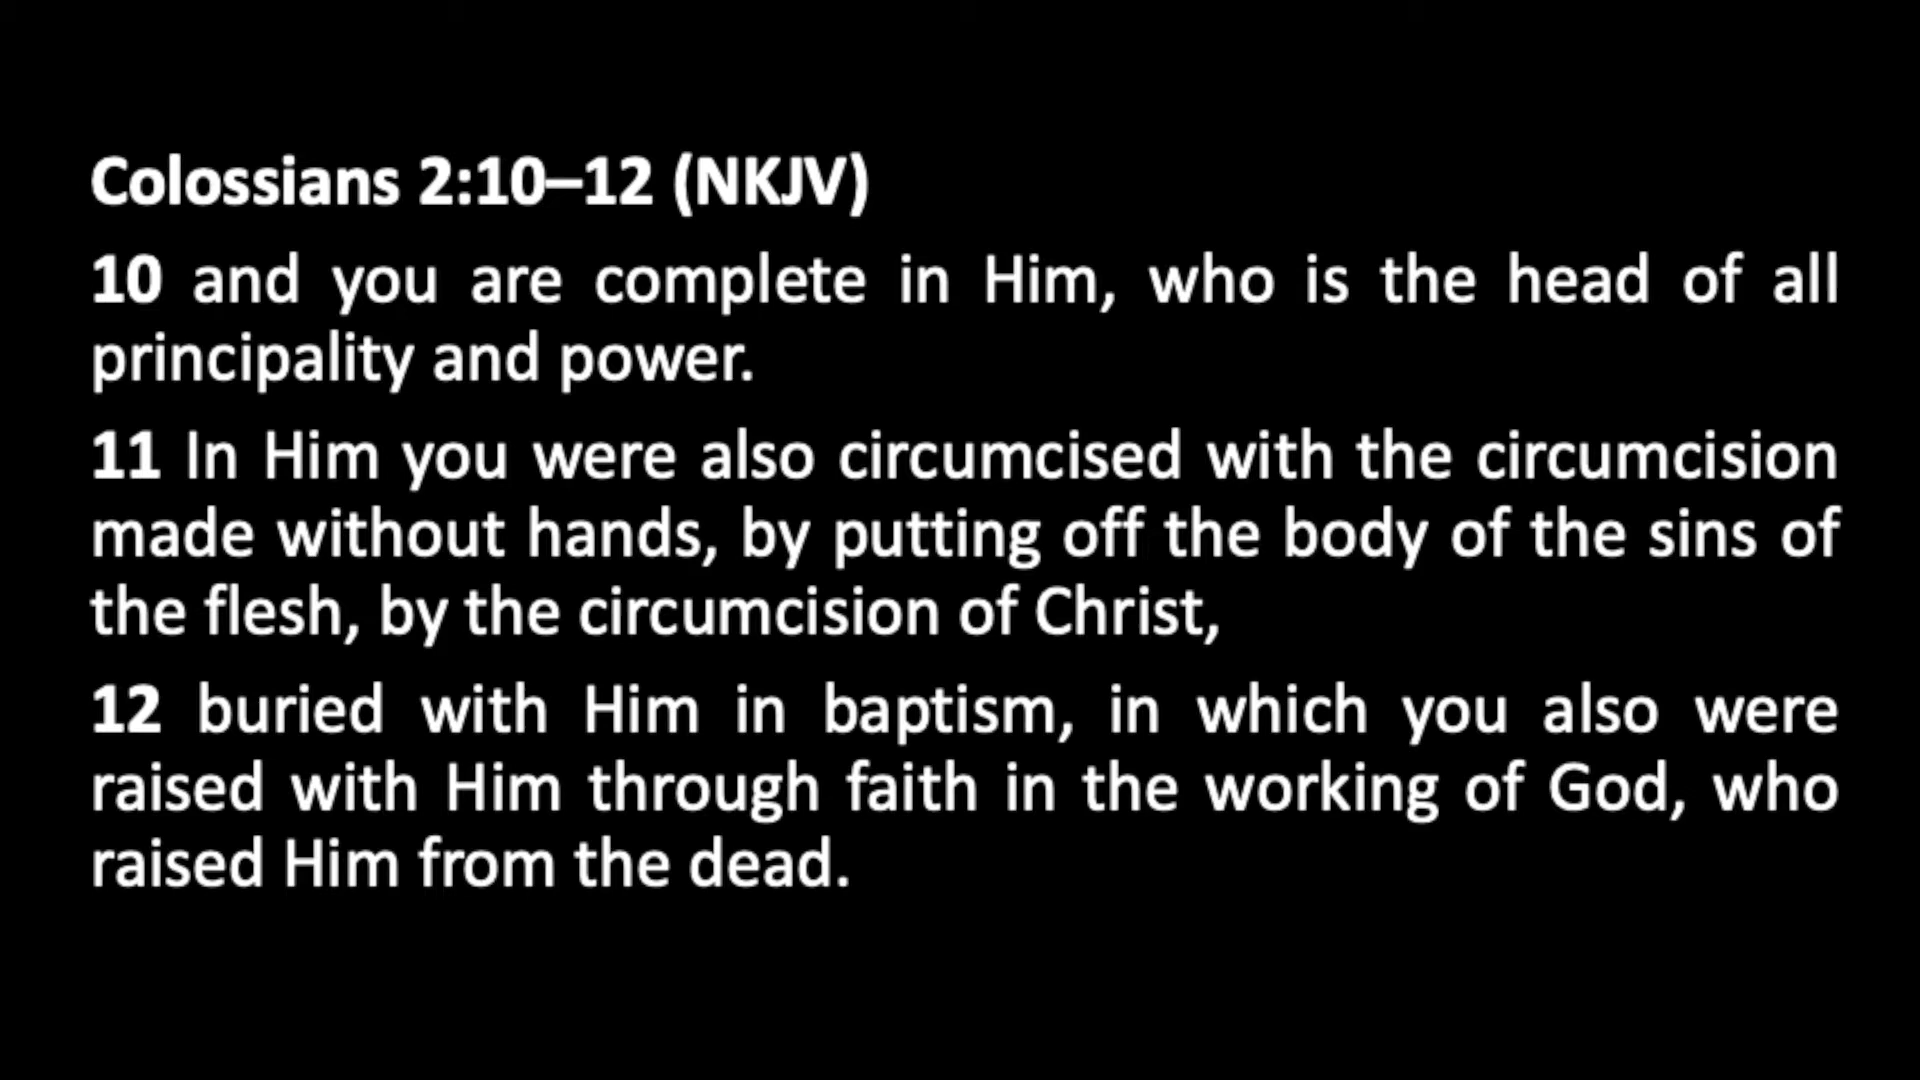 Colossians 2:10–12 (NKJV)
10 and you are complete in Him, who is the head of all
principality and power.
11 In Him you were also circumcised with the circumcision
made without hands, by putting off the body of the sins of
the flesh, by the circumcision of Christ,
12 buried with Him in baptism, in which you also were
raised with Him through faith in the working of God, who
raised Him from the dead.